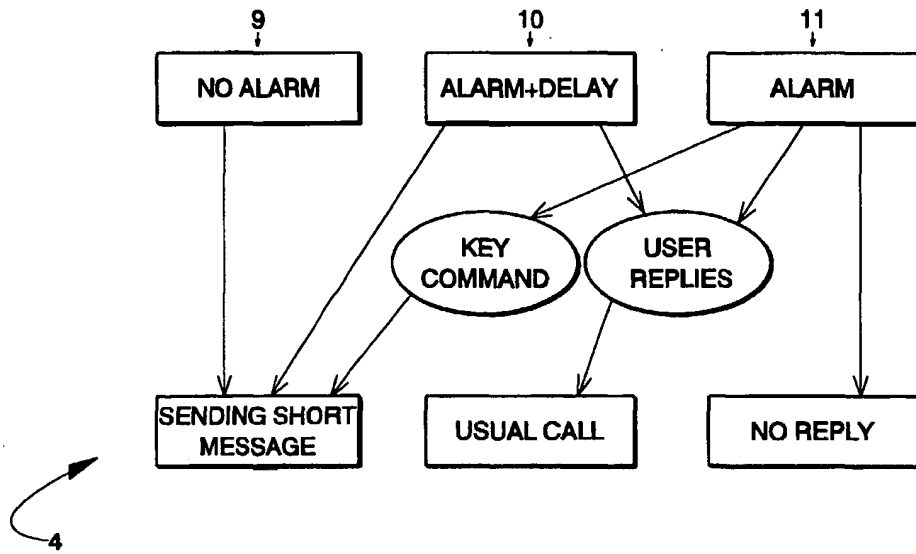 9
10
11
NO ALARM
ALARM+DELAY
ALARM
KEY
COMMAND
USER
REPLIES
SENDING SHORT
MESSAGE
USUAL CALL
NO REPLY
4